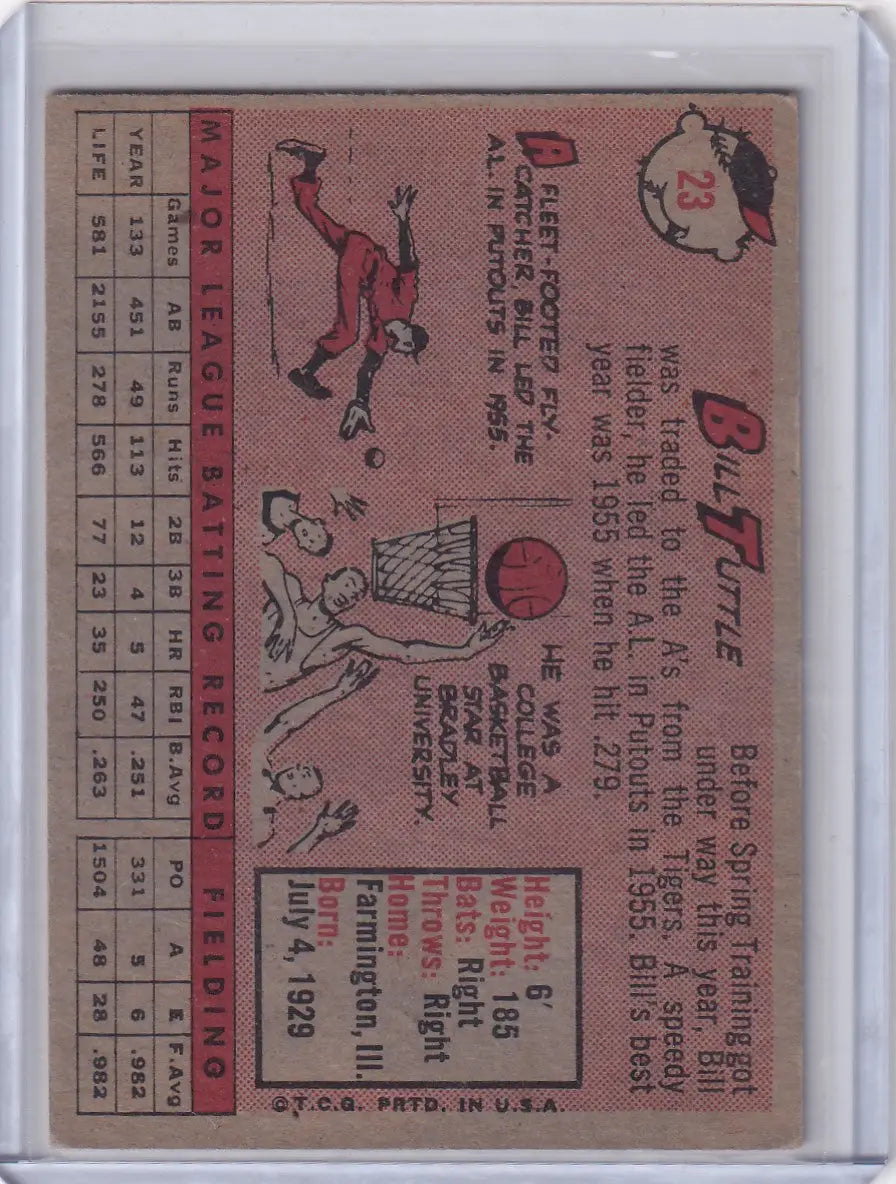 23
BILL TUTTLE
Before Spring Training got
under way this year, Bill
was traded to the A's from the Tigers. A speedy
fielder, he led the A.L. in Putouts in 1955. Bill's best
year was 1955 when he hit .279.
A FLEET-FOOTED FLY-
CATCHER, BILL LED THE
A.L. IN PUTOUTS IN 1955.
HE WAS A
COLLEGE
BASKETBALL
STAR AT
BRADLEY
UNIVERSITY.
Height: 6'
Weight: 185
Bats: Right
Throws: Right
Home:
Farmington, Ill.
Born:
July 4, 1929
©T.C.G. PRTD. IN U.S.A.
MAJOR LEAGUE BATTING RECORD FIELDING
Games AB Runs Hits 2B 3B HR RBI B.Avg PO A E F.Avg
YEAR 133 451 49 113 12 4 5 47 .251 331 5 6 .982
LIFE 581 2155 278 566 77 23 35 250 .263 1504 48 28 .982